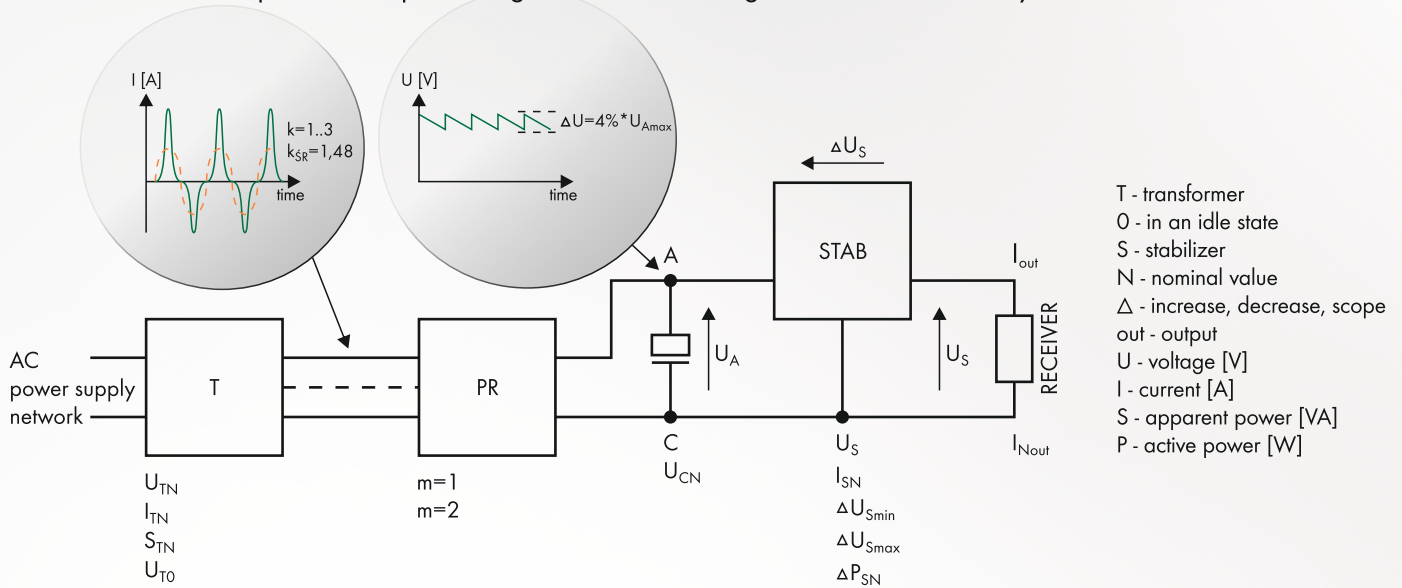 I [A]
k=1..3
kŚR=1,48
time
U [V]
ΔU=4%*UAmax
time
ΔUS
STAB
A
Iout
AC
power supply
network
T
PR
UA
US
RECEIVER
C
UCN
US
INout
UTN
ITN
STN
UT0
m=1
m=2
ISN
ΔUSmin
ΔUSmax
ΔPSN
T - transformer
0 - in an idle state
S - stabilizer
N - nominal value
Δ - increase, decrease, scope
out - output
U - voltage [V]
I - current [A]
S - apparent power [VA]
P - active power [W]